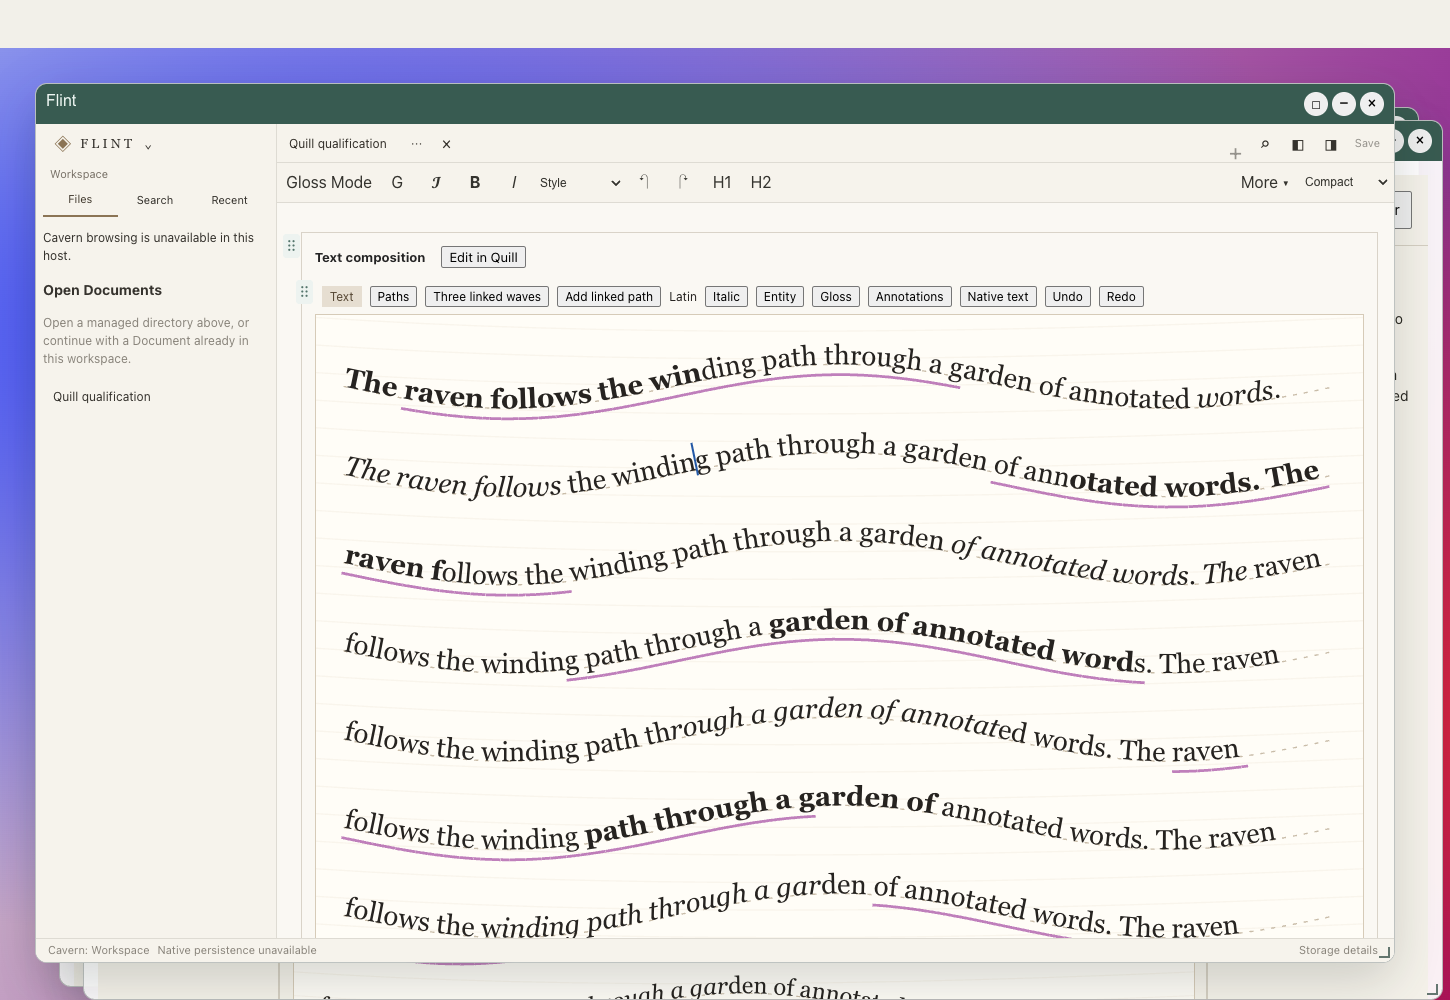 Flint
FLINT
Workspace
Files Search Recent
Cavern browsing is unavailable in this
host.
Open Documents
Open a managed directory above, or
continue with a Document already in
this workspace.
Quill qualification
Quill qualification ··· ×
Save
Gloss Mode G I B I Style H1 H2 More Compact
Text composition Edit in Quill
Text Paths Three linked waves Add linked path Latin Italic Entity Gloss Annotations Native text Undo Redo
The raven follows the winding path through a garden of annotated words.
The raven follows the winding path through a garden of annotated words. The
raven follows the winding path through a garden of annotated words. The raven
follows the winding path through a garden of annotated words. The raven
follows the winding path through a garden of annotated words. The raven
follows the winding path through a garden of annotated words. The raven
follows the winding path through a garden of annotated words. The raven
Cavern: Workspace Native persistence unavailable
Storage details
a garden of